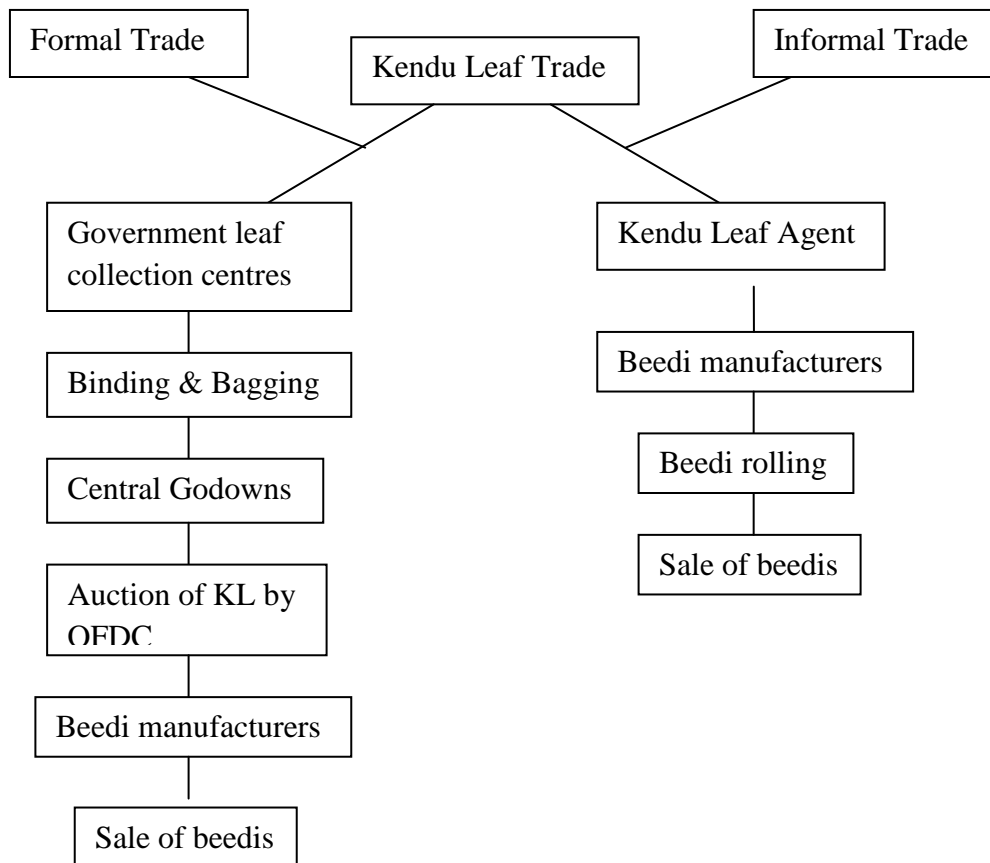 Formal Trade
Kendu Leaf Trade
Informal Trade
Government leaf
collection centres
Kendu Leaf Agent
Binding & Bagging
Beedi manufacturers
Central Godowns
Beedi rolling
Auction of KL by
OFDC
Sale of beedis
Beedi manufacturers
Sale of beedis